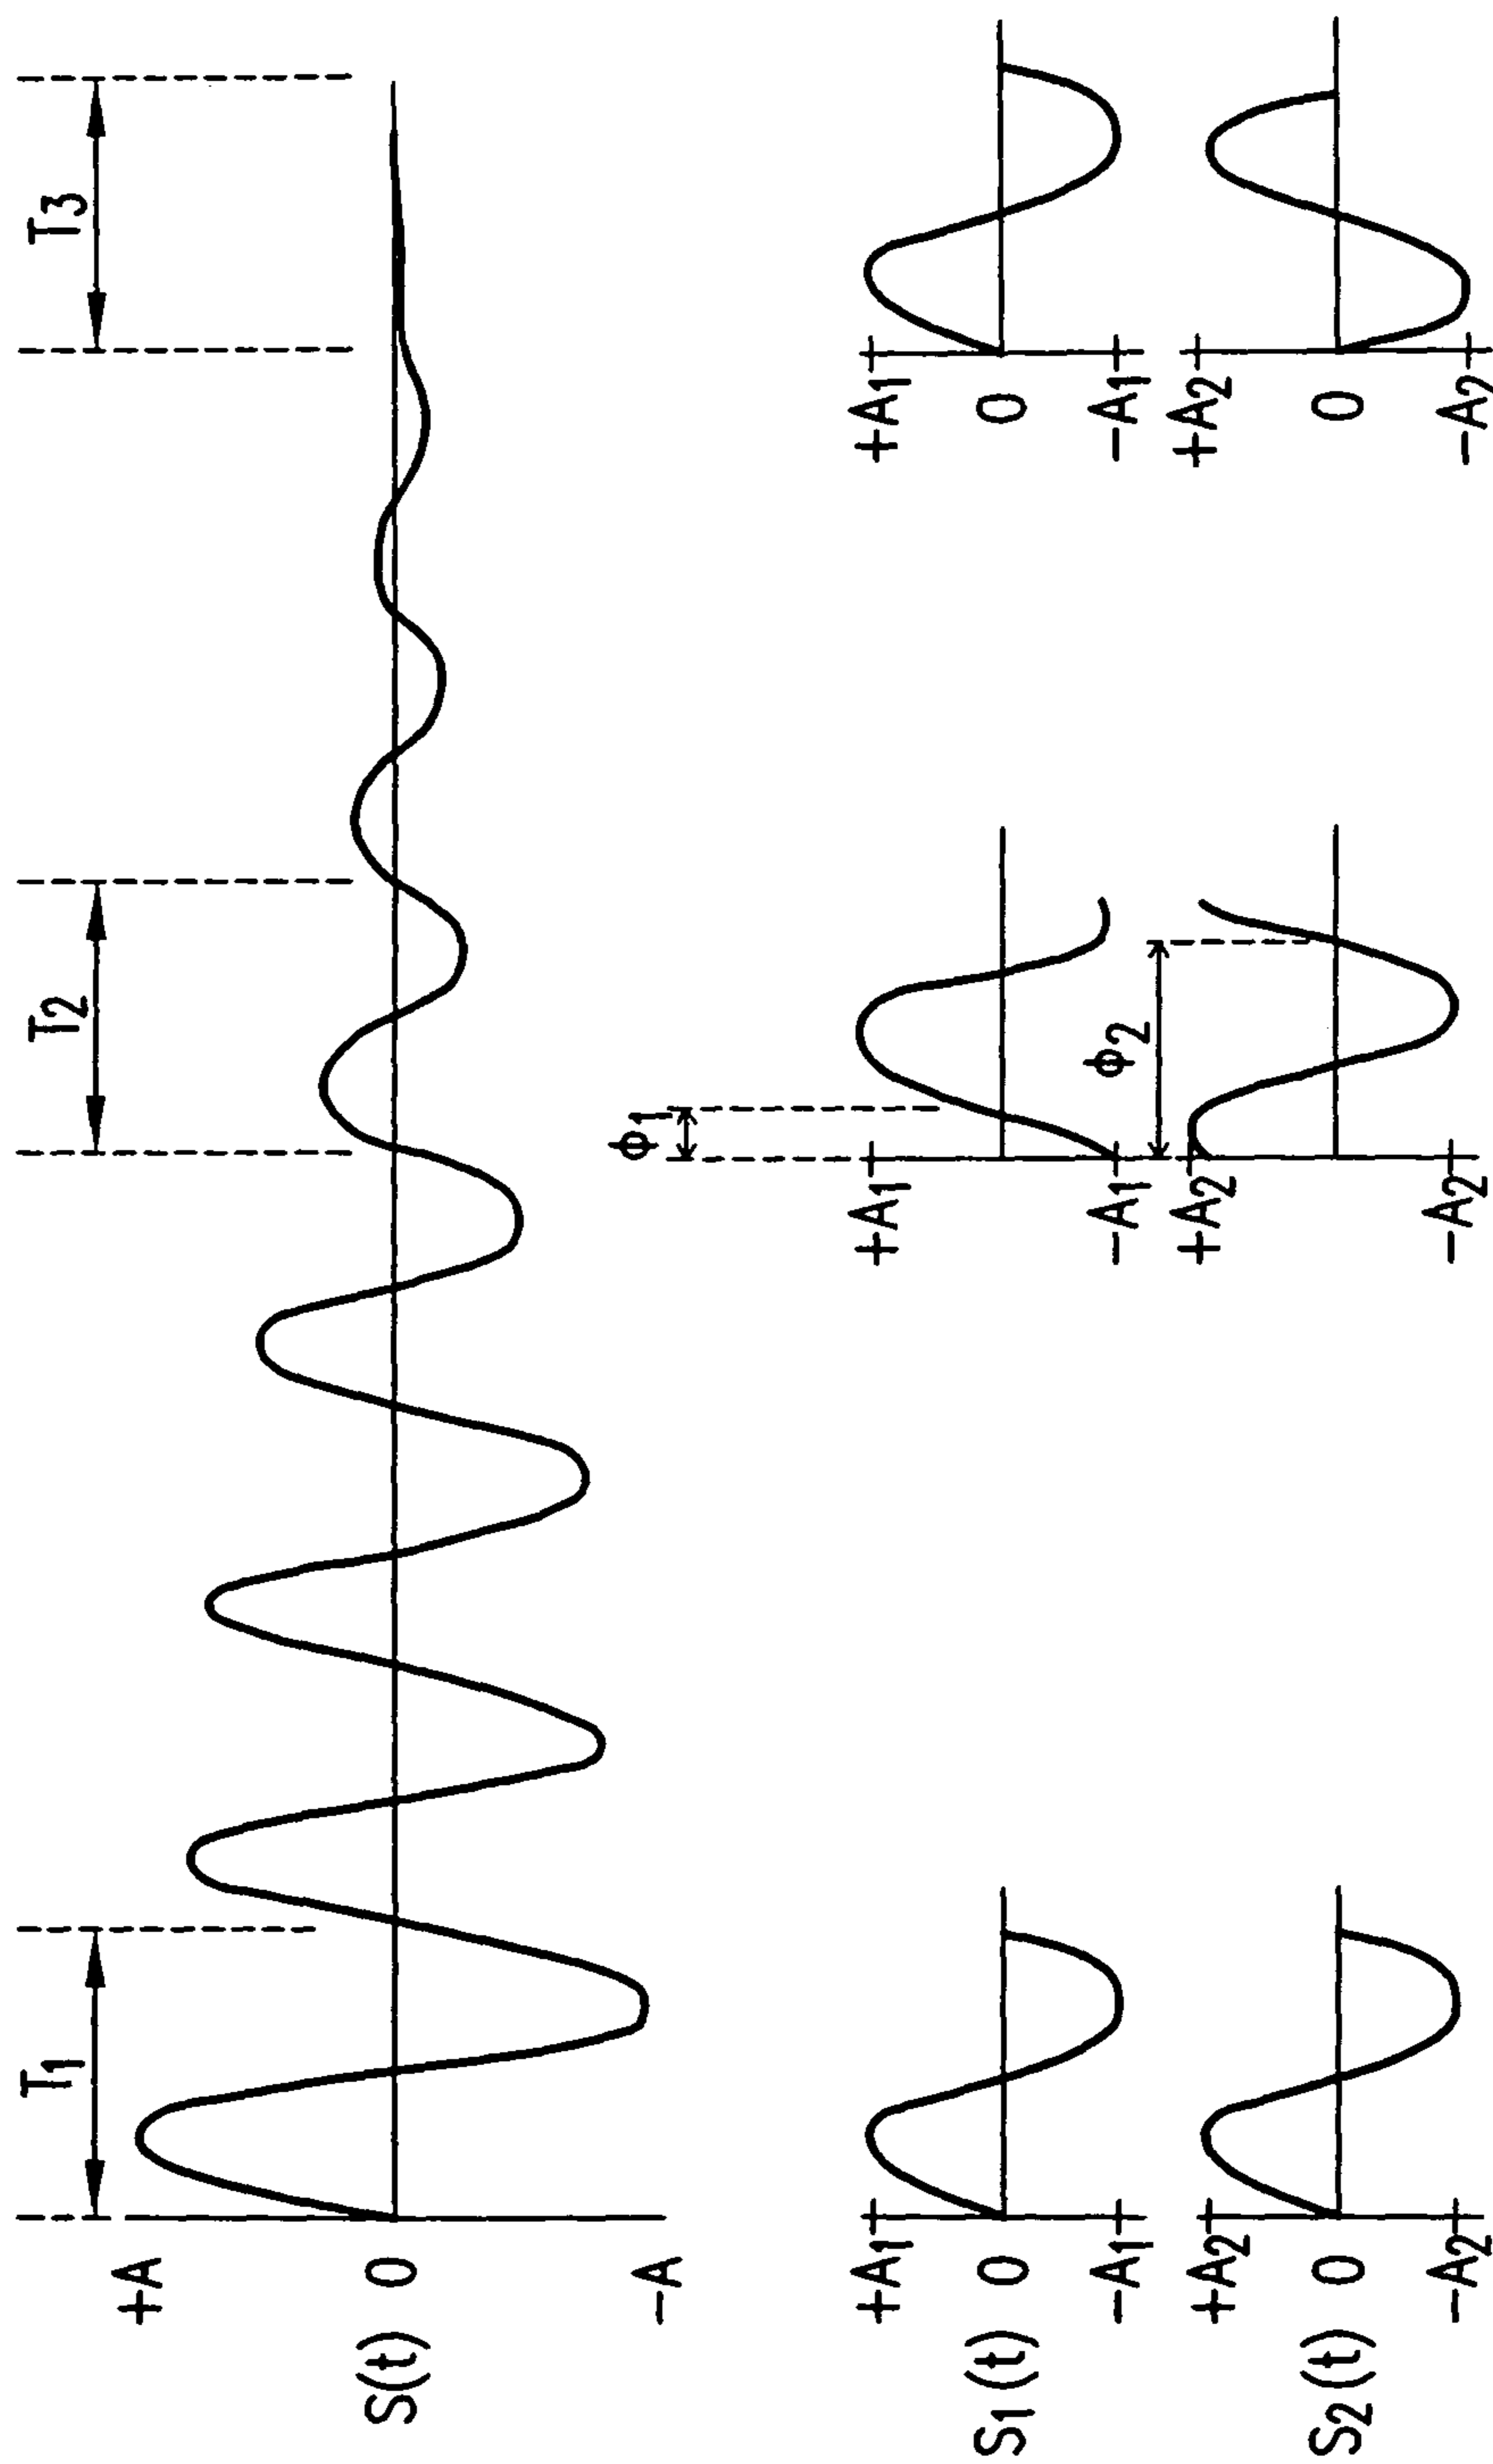 T1 T2 T3
+A
S(t) 0
-A
Φ1
+A1 +A1 +A1
S1(t) 0 0
-A1 -A1 -A1
Φ2
+A2 +A2 +A2
S2(t) 0 0
-A2 -A2 -A2